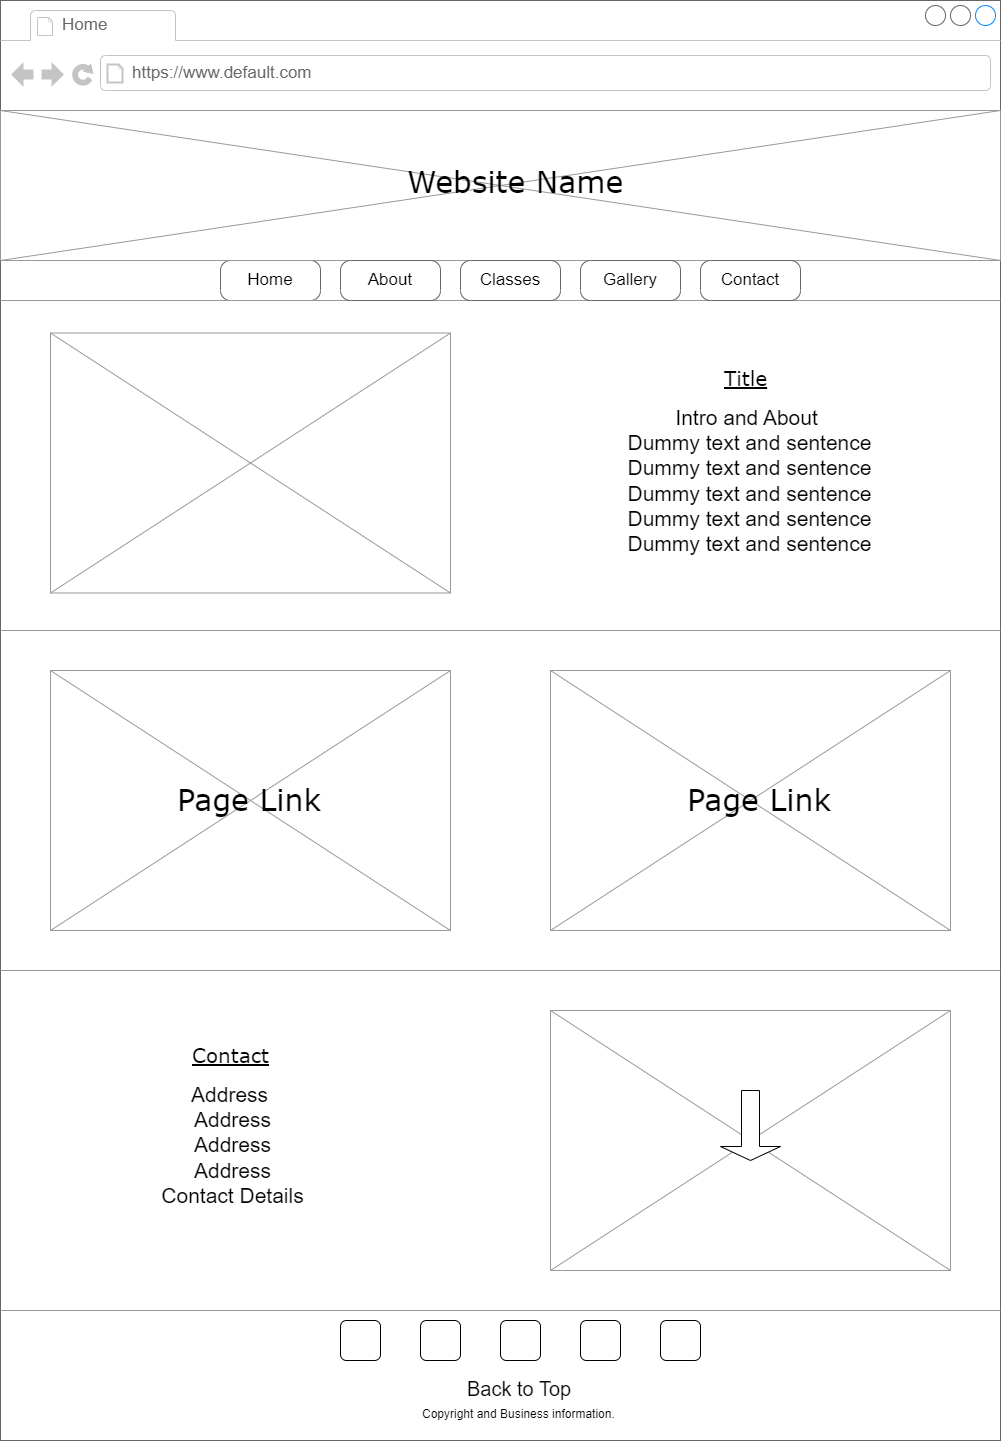 Home
https://www.default.com
Website Name
Home
About
Classes
Gallery
Contact
Title
Intro and About
Dummy text and sentence
Dummy text and sentence
Dummy text and sentence
Dummy text and sentence
Dummy text and sentence
Page Link
Page Link
Contact
Address
Address
Address
Address
Contact Details
Back to Top
Copyright and Business information.